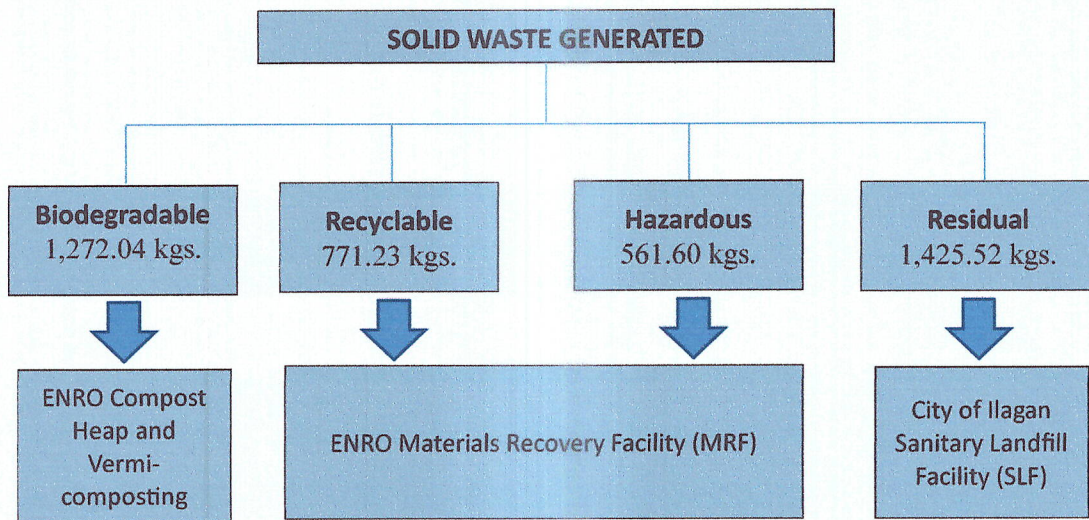 SOLID WASTE GENERATED
Biodegradable
1,272.04 kgs.
Recyclable
771.23 kgs.
Hazardous
561.60 kgs.
Residual
1,425.52 kgs.
ENRO Compost
Heap and
Vermi-
composting
ENRO Materials Recovery Facility (MRF)
City of Ilagan
Sanitary Landfill
Facility (SLF)